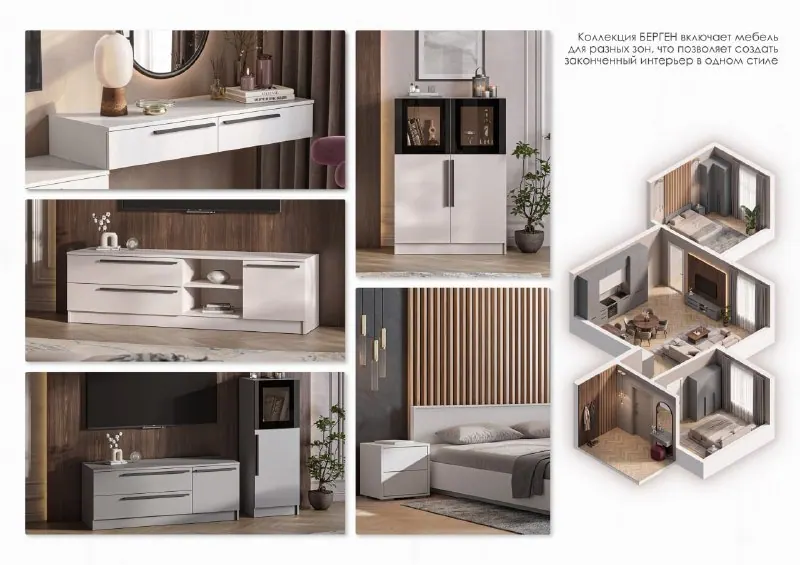 Коллекция БЕРГЕН включает мебель
для разных зон, что позволяет создать
законченный интерьер в одном стиле